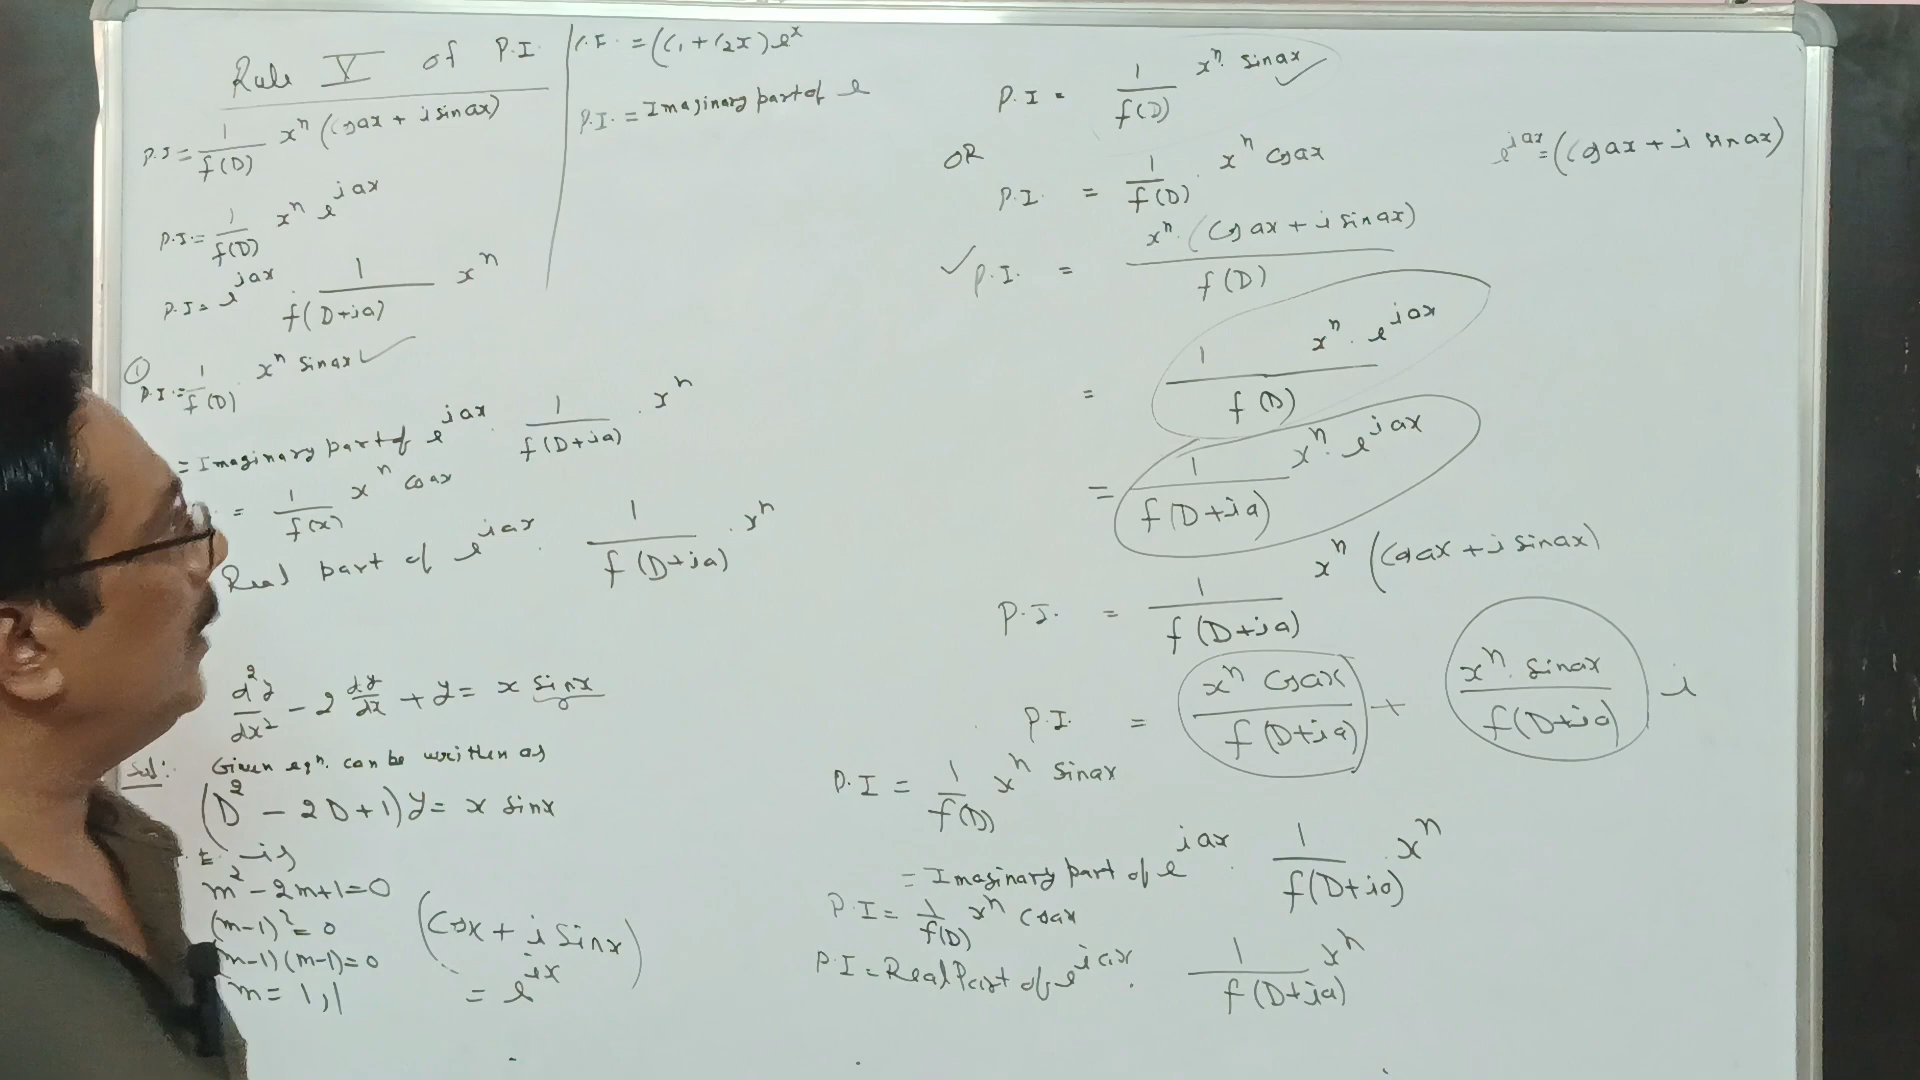 Rule V of P.I.
P.I = 1/f(D) x^n (cos ax + i sin ax)
P.I. = 1/f(D) x^n e^iax
P.I = e^iax . 1/f(D+ia) x^n
① P.I. = 1/f(D) . x^n sin ax ✓
= Imaginary part of e^iax . 1/f(D+ia) . x^n
= 1/f(x) x^n cos ax
Real part of e^iax . 1/f(D+ia) . x^n
d²y/dx² - 2 dy/dx + y = x sin x
Sol: Given eqn. can be written as
(D² - 2D + 1) y = x sin x
E. is
m² - 2m + 1 = 0
(m-1)² = 0
(m-1)(m-1) = 0
m = 1, 1
(cos x + i sin x)
= e^ix
C.F. = (C1 + C2x) e^x
P.I. = Imaginary part of e
P.I = 1/f(D) x^n . sin ax ✓
OR
P.I. = 1/f(D) . x^n cos ax
e^iax = (cos ax + i sin ax)
✓ P.I. = x^n . (cos ax + i sin ax)/f(D)
= 1/f(D) x^n . e^iax
= 1/f(D+ia) x^n . e^iax
P.I. = 1/f(D+ia) x^n (cos ax + i sin ax)
P.I. = x^n cos ax/f(D+ia) + x^n . sin ax/f(D+ia) i
P.I = 1/f(D) x^n sin ax
= Imaginary part of e^iax . 1/f(D+ia) . x^n
P.I = 1/f(D) x^n cos ax
P.I = Real Part of e^iax . 1/f(D+ia) x^n